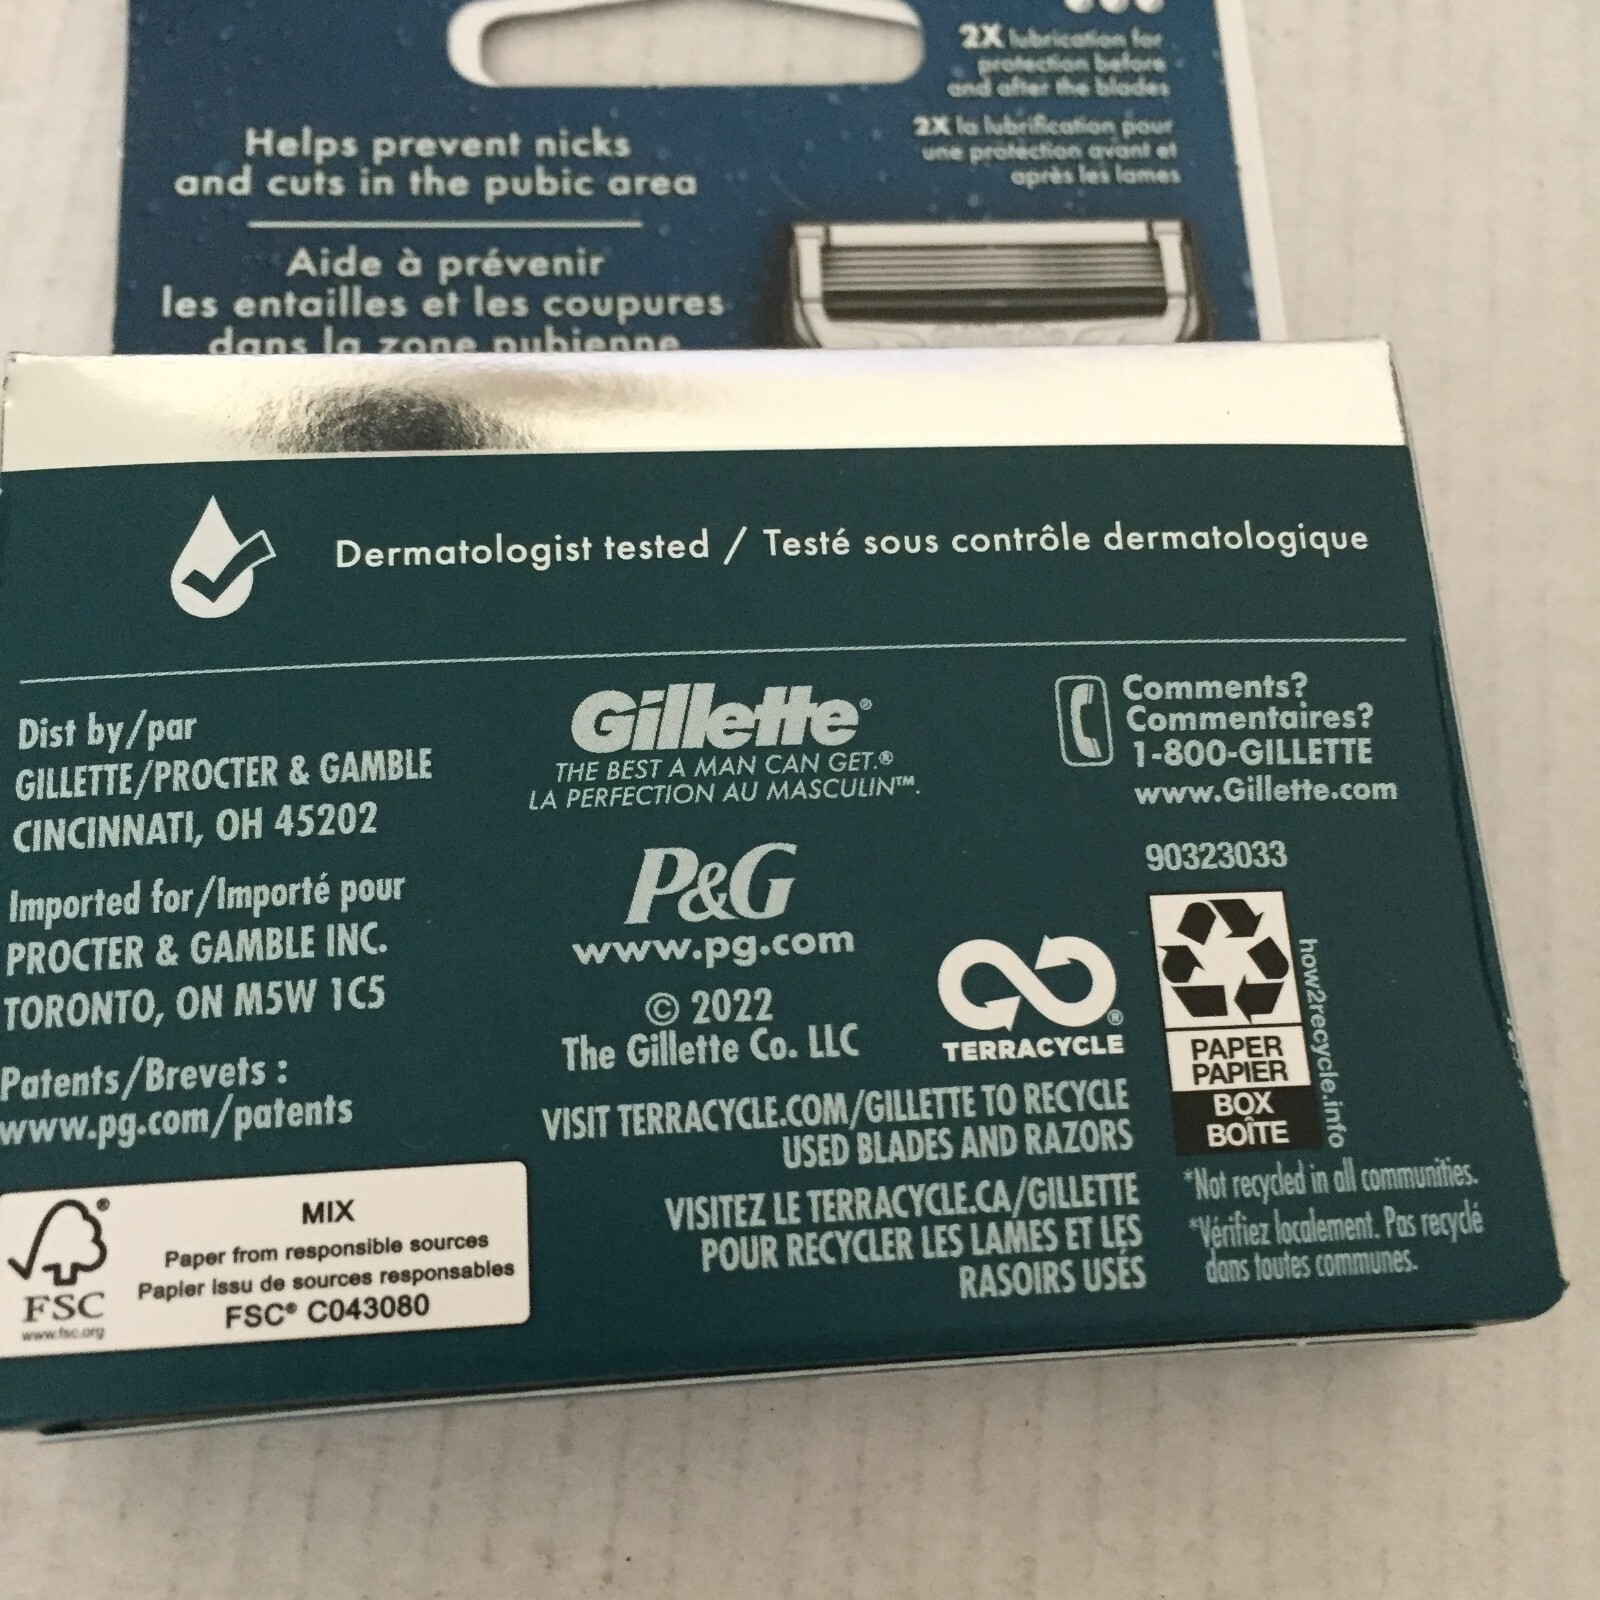 2X lubrication for
protection before
and after the blades
2X la lubrification pour
une protection avant et
après les lames
Helps prevent nicks
and cuts in the pubic area
Aide à prévenir
les entailles et les coupures
dans la zone pubienne
Dermatologist tested / Testé sous contrôle dermatologique
Dist by/par
GILLETTE/PROCTER & GAMBLE
CINCINNATI, OH 45202
Imported for/Importé pour
PROCTER & GAMBLE INC.
TORONTO, ON M5W 1C5
Patents/Brevets :
www.pg.com/patents
FSC®
www.fsc.org
MIX
Paper from responsible sources
Papier issu de sources responsables
FSC® C043080
Gillette®
THE BEST A MAN CAN GET.®
LA PERFECTION AU MASCULIN™.
P&G
www.pg.com
© 2022
The Gillette Co. LLC
TERRACYCLE®
VISIT TERRACYCLE.COM/GILLETTE TO RECYCLE
USED BLADES AND RAZORS
VISITEZ LE TERRACYCLE.CA/GILLETTE
POUR RECYCLER LES LAMES ET LES
RASOIRS USÉS
Comments?
Commentaires?
1-800-GILLETTE
www.Gillette.com
90323033
PAPER
PAPIER
BOX
BOÎTE
how2recycle.info
*Not recycled in all communities.
*Vérifiez localement. Pas recyclé
dans toutes communes.